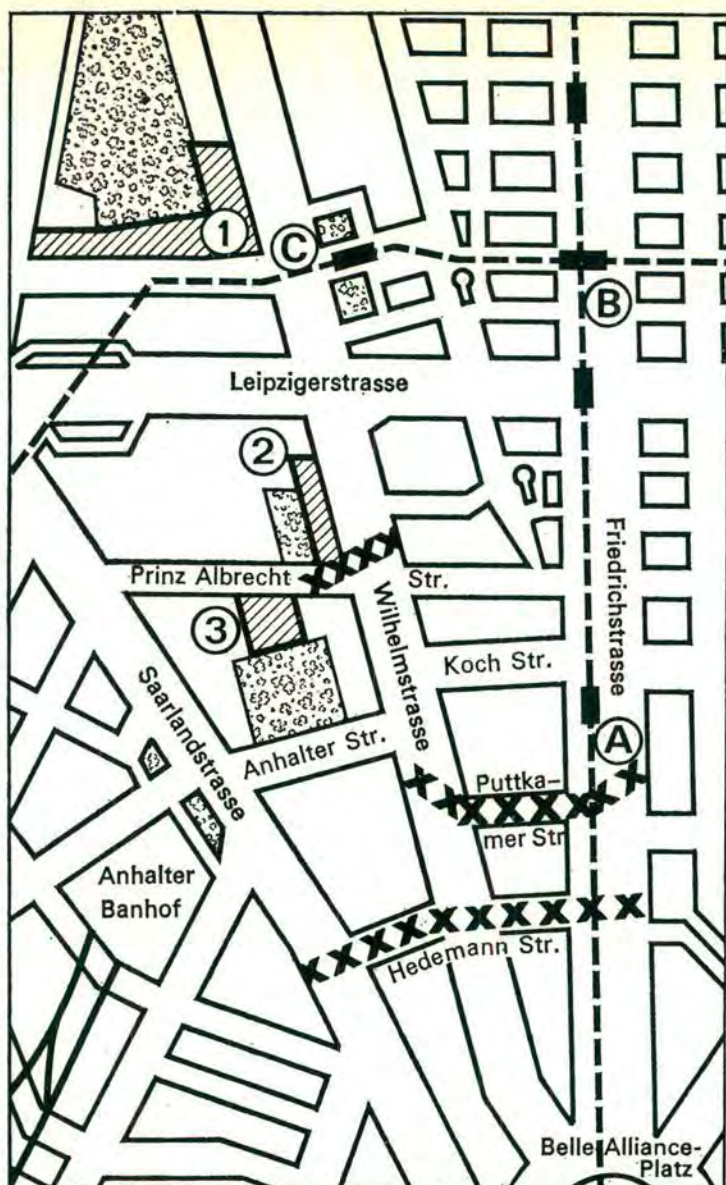 1
C
B
Leipzigerstrasse
2
Prinz Albrecht
Str.
Friedrichstrasse
3
Wilhelmstrasse
Koch Str.
Saarlandstrasse
A
Anhalter Str.
Puttka-
mer Str
Anhalter
Banhof
Hedemann Str.
Belle-Alliance-
Platz